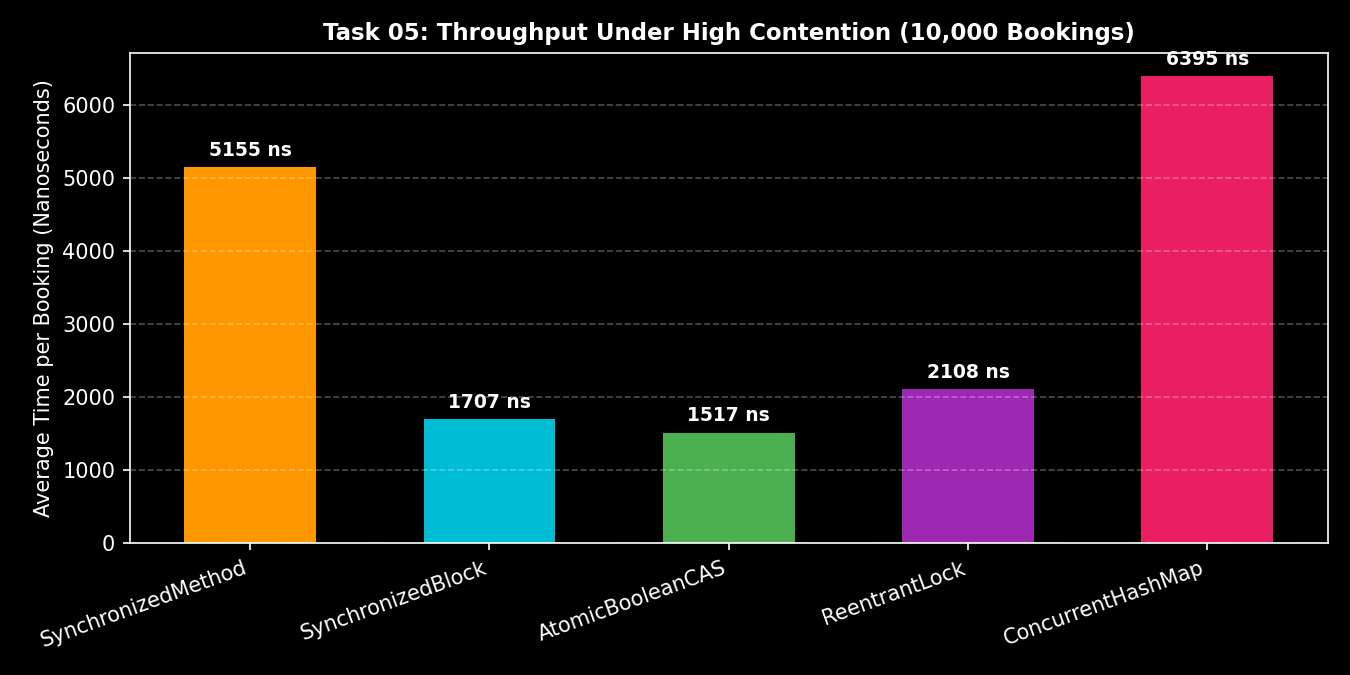 Task 05: Throughput Under High Contention (10,000 Bookings)
Average Time per Booking (Nanoseconds)
6000
5000
4000
3000
2000
1000
0
5155 ns
1707 ns
1517 ns
2108 ns
6395 ns
SynchronizedMethod
SynchronizedBlock
AtomicBooleanCAS
ReentrantLock
ConcurrentHashMap